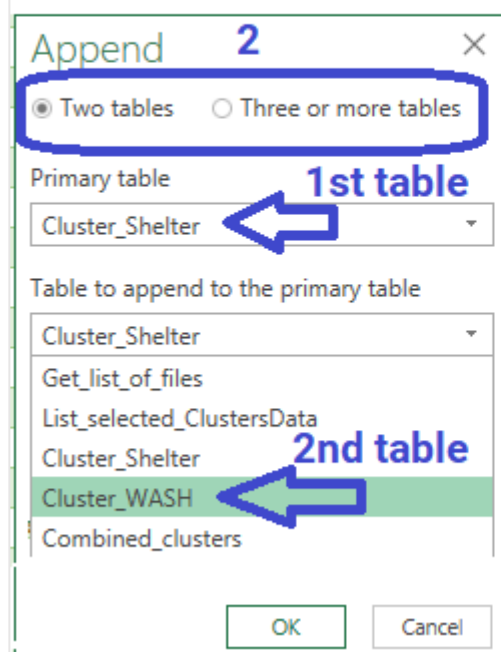 Append 2
Two tables Three or more tables
Primary table 1st table
Cluster_Shelter
Table to append to the primary table
Cluster_Shelter
Get_list_of_files
List_selected_ClustersData
Cluster_Shelter 2nd table
Cluster_WASH
Combined_clusters
OK Cancel